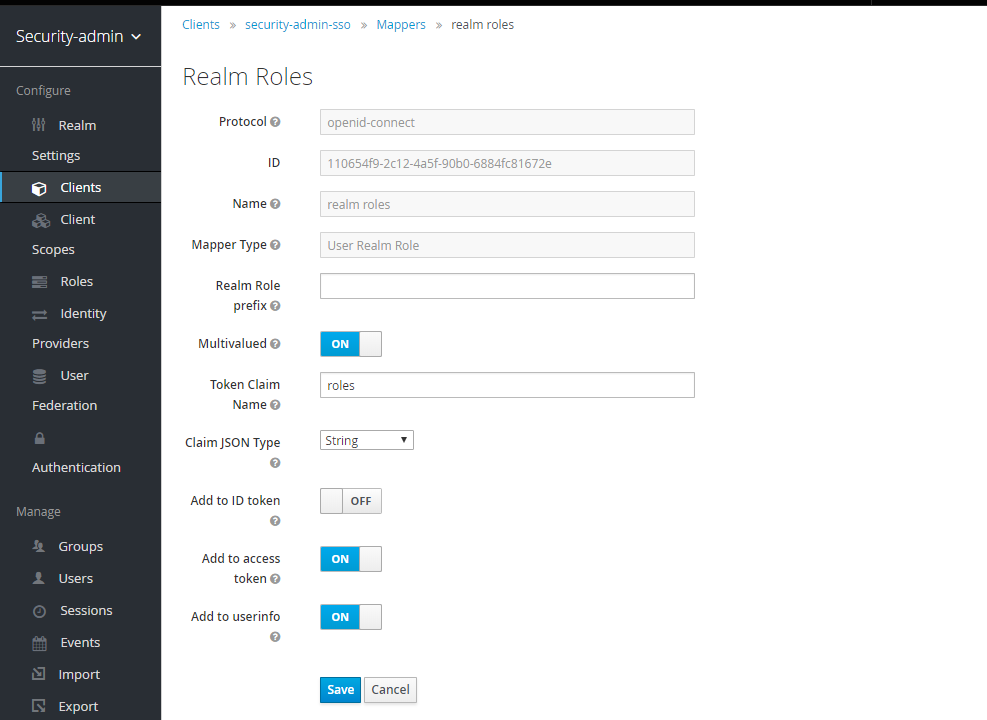 Security-admin
Configure
Realm
Settings
Clients
Client
Scopes
Roles
Identity
Providers
User
Federation
Authentication
Manage
Groups
Users
Sessions
Events
Import
Export
Clients » security-admin-sso » Mappers » realm roles
Realm Roles
Protocol openid-connect
ID 110654f9-2c12-4a5f-90b0-6884fc81672e
Name realm roles
Mapper Type User Realm Role
Realm Role
prefix
Multivalued ON
Token Claim roles
Name
Claim JSON Type String
Add to ID token OFF
Add to access ON
token
Add to userinfo ON
Save Cancel